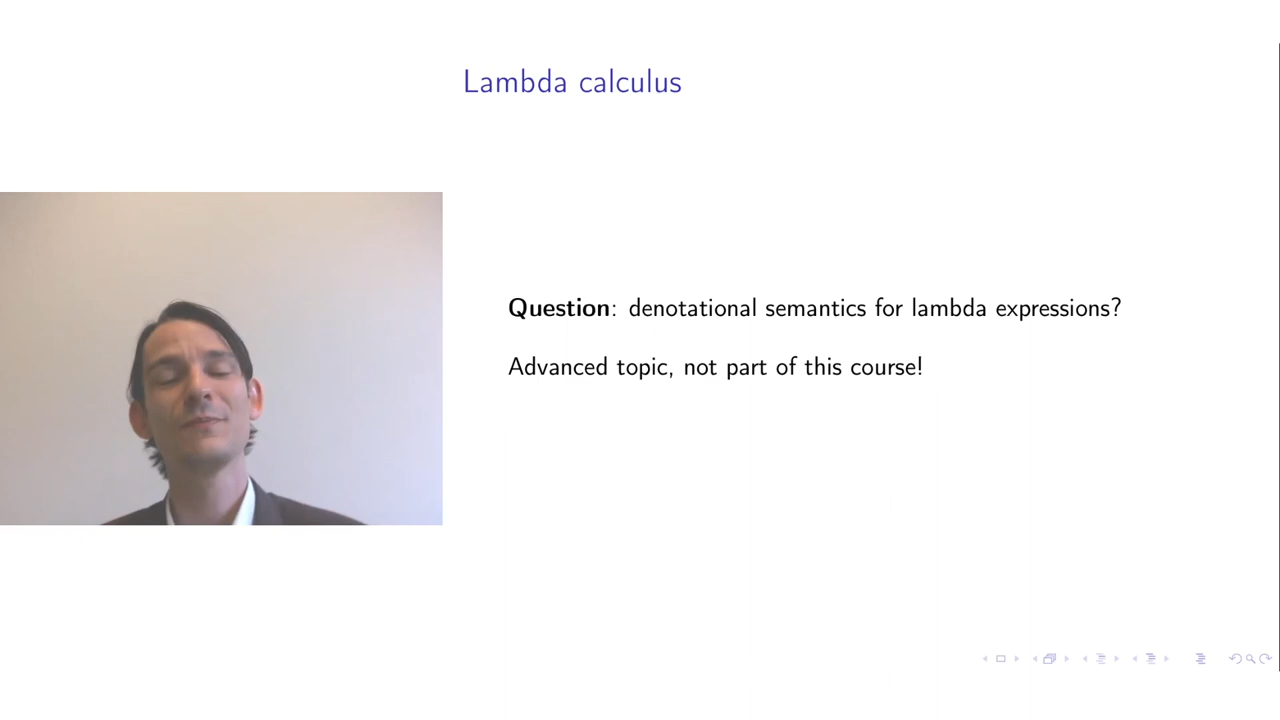 Lambda calculus
Question: denotational semantics for lambda expressions?
Advanced topic, not part of this course!